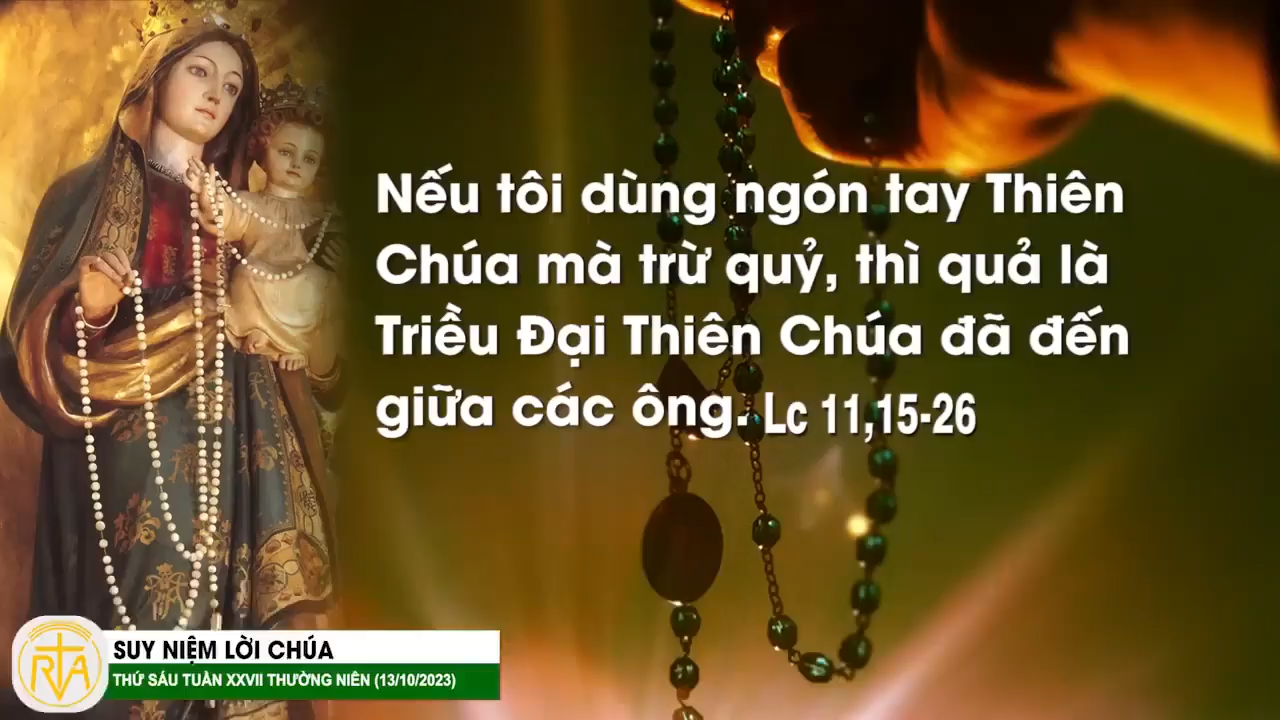 Nếu tôi dùng ngón tay Thiên
Chúa mà trừ quỷ, thì quả là
Triều Đại Thiên Chúa đã đến
giữa các ông. Lc 11,15-26
SUY NIỆM LỜI CHÚA
THỨ SÁU TUẦN XXVII THƯỜNG NIÊN (13/10/2023)
RVA